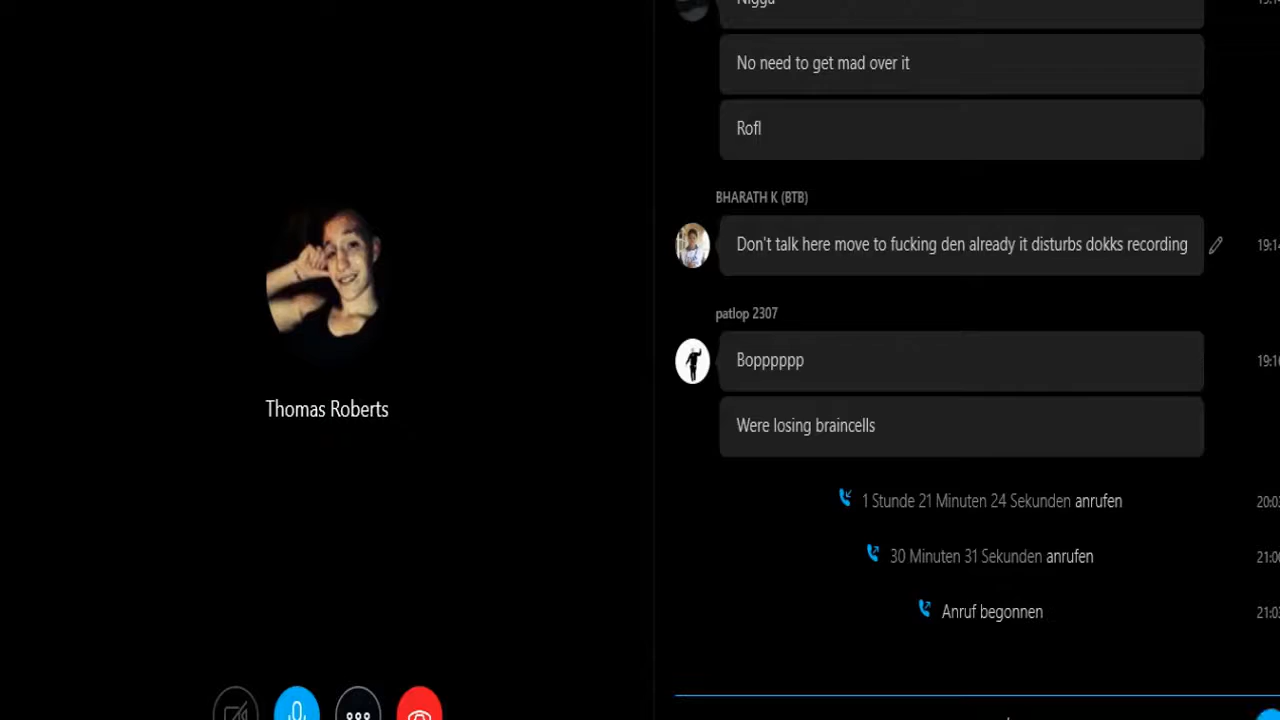 Nigga
No need to get mad over it
Rofl
BHARATH K (BTB)
Don't talk here move to fucking den already it disturbs dokks recording
patlop 2307
Bopppppp
Were losing braincells
Thomas Roberts
1 Stunde 21 Minuten 24 Sekunden anrufen
30 Minuten 31 Sekunden anrufen
Anruf begonnen